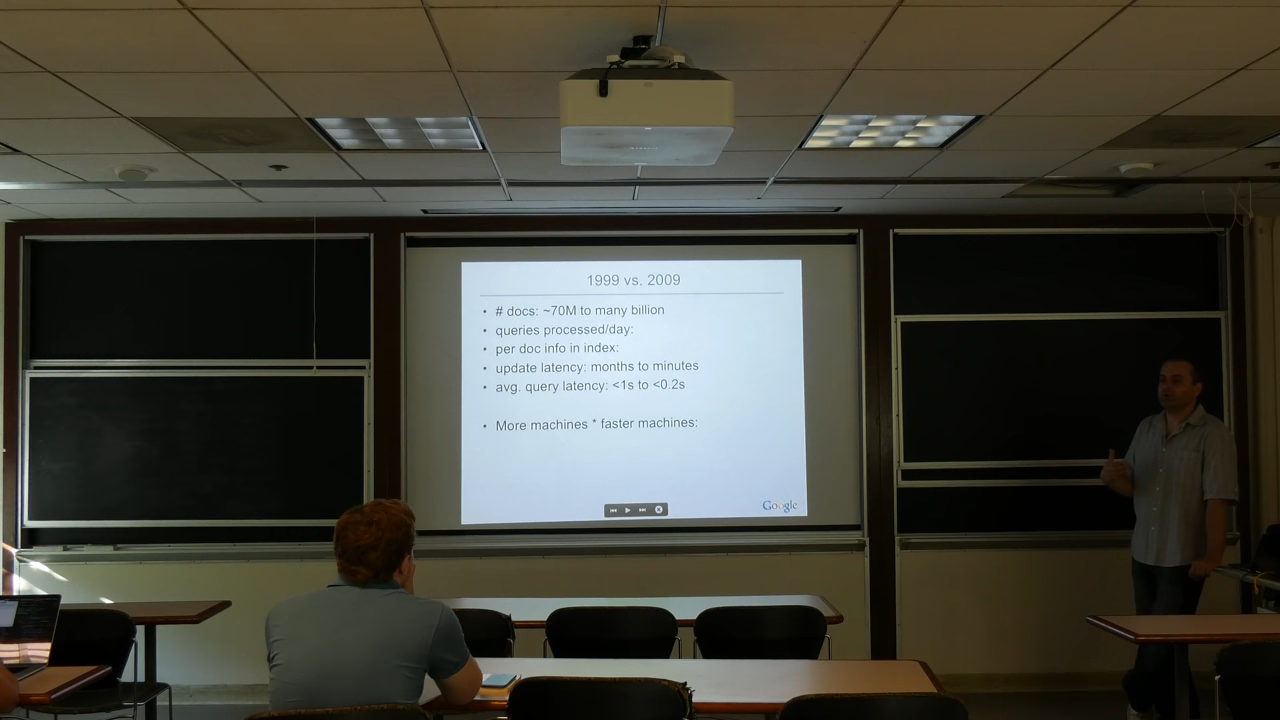 1999 vs. 2009
• # docs: ~70M to many billion
• queries processed/day:
• per doc info in index:
• update latency: months to minutes
• avg. query latency: <1s to <0.2s
• More machines * faster machines:
Google